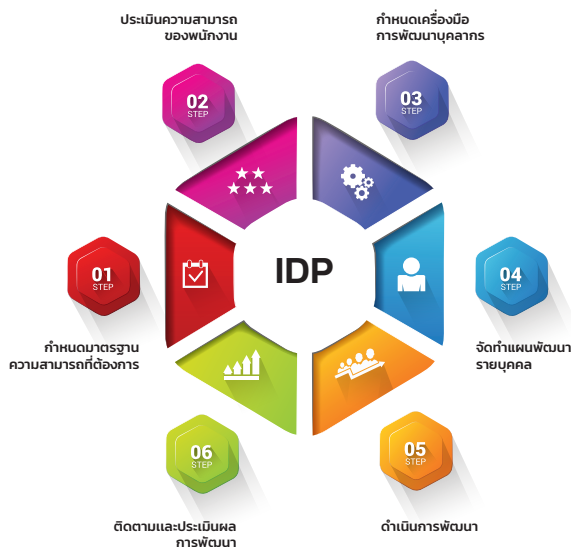 ประเมินความสามารถ
ของพนักงาน
กำหนดเครื่องมือ
การพัฒนาบุคลากร
02
STEP
03
STEP
IDP
01
STEP
04
STEP
กำหนดมาตรฐาน
ความสามารถที่ต้องการ
จัดทำแผนพัฒนา
รายบุคคล
06
STEP
05
STEP
ติดตามและประเมินผล
การพัฒนา
ดำเนินการพัฒนา